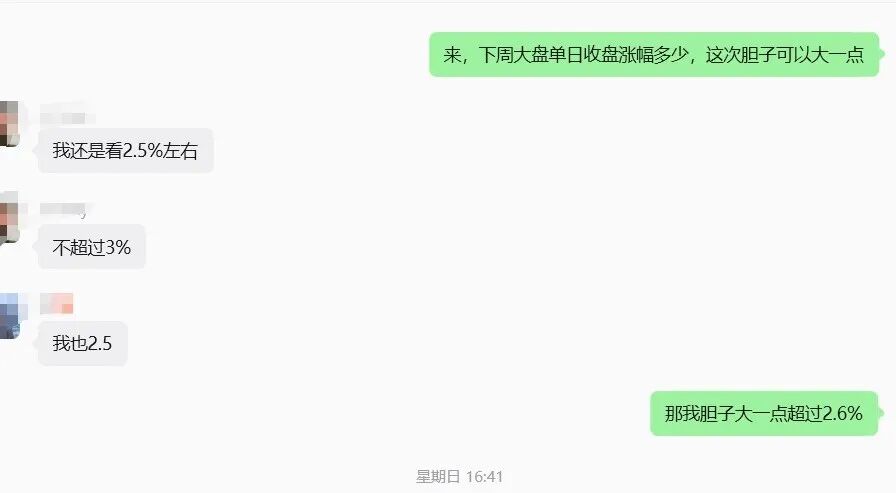 来，下周大盘单日收盘涨幅多少，这次胆子可以大一点
我还是看2.5%左右
不超过3%
我也2.5
那我胆子大一点超过2.6%
星期日 16:41